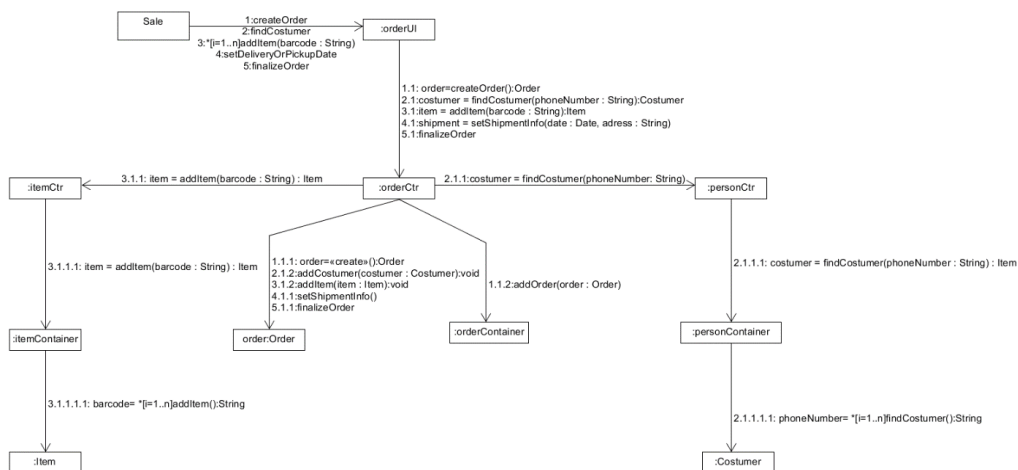 Sale
1:createOrder
2:findCostumer
3:*[i=1..n]addItem(barcode : String)
4:setDeliveryOrPickupDate
5:finalizeOrder
:orderUI
1.1: order=createOrder():Order
2.1:costumer = findCostumer(phoneNumber : String):Costumer
3.1:item = addItem(barcode : String):Item
4.1:shipment = setShipmentInfo(date : Date, adress : String)
5.1:finalizeOrder
:itemCtr
3.1.1: item = addItem(barcode : String) : Item
:orderCtr
2.1.1:costumer = findCostumer(phoneNumber: String)
:personCtr
3.1.1.1: item = addItem(barcode : String) : Item
1.1.1: order=«create»():Order
2.1.2:addCostumer(costumer : Costumer):void
3.1.2:addItem(item : Item):void
4.1.1:setShipmentInfo()
5.1.1:finalizeOrder
1.1.2:addOrder(order : Order)
2.1.1.1: costumer = findCostumer(phoneNumber : String) : Item
:itemContainer
order:Order
:orderContainer
:personContainer
3.1.1.1.1: barcode= *[i=1..n]addItem():String
2.1.1.1.1: phoneNumber= *[i=1..n]findCostumer():String
:Item
:Costumer